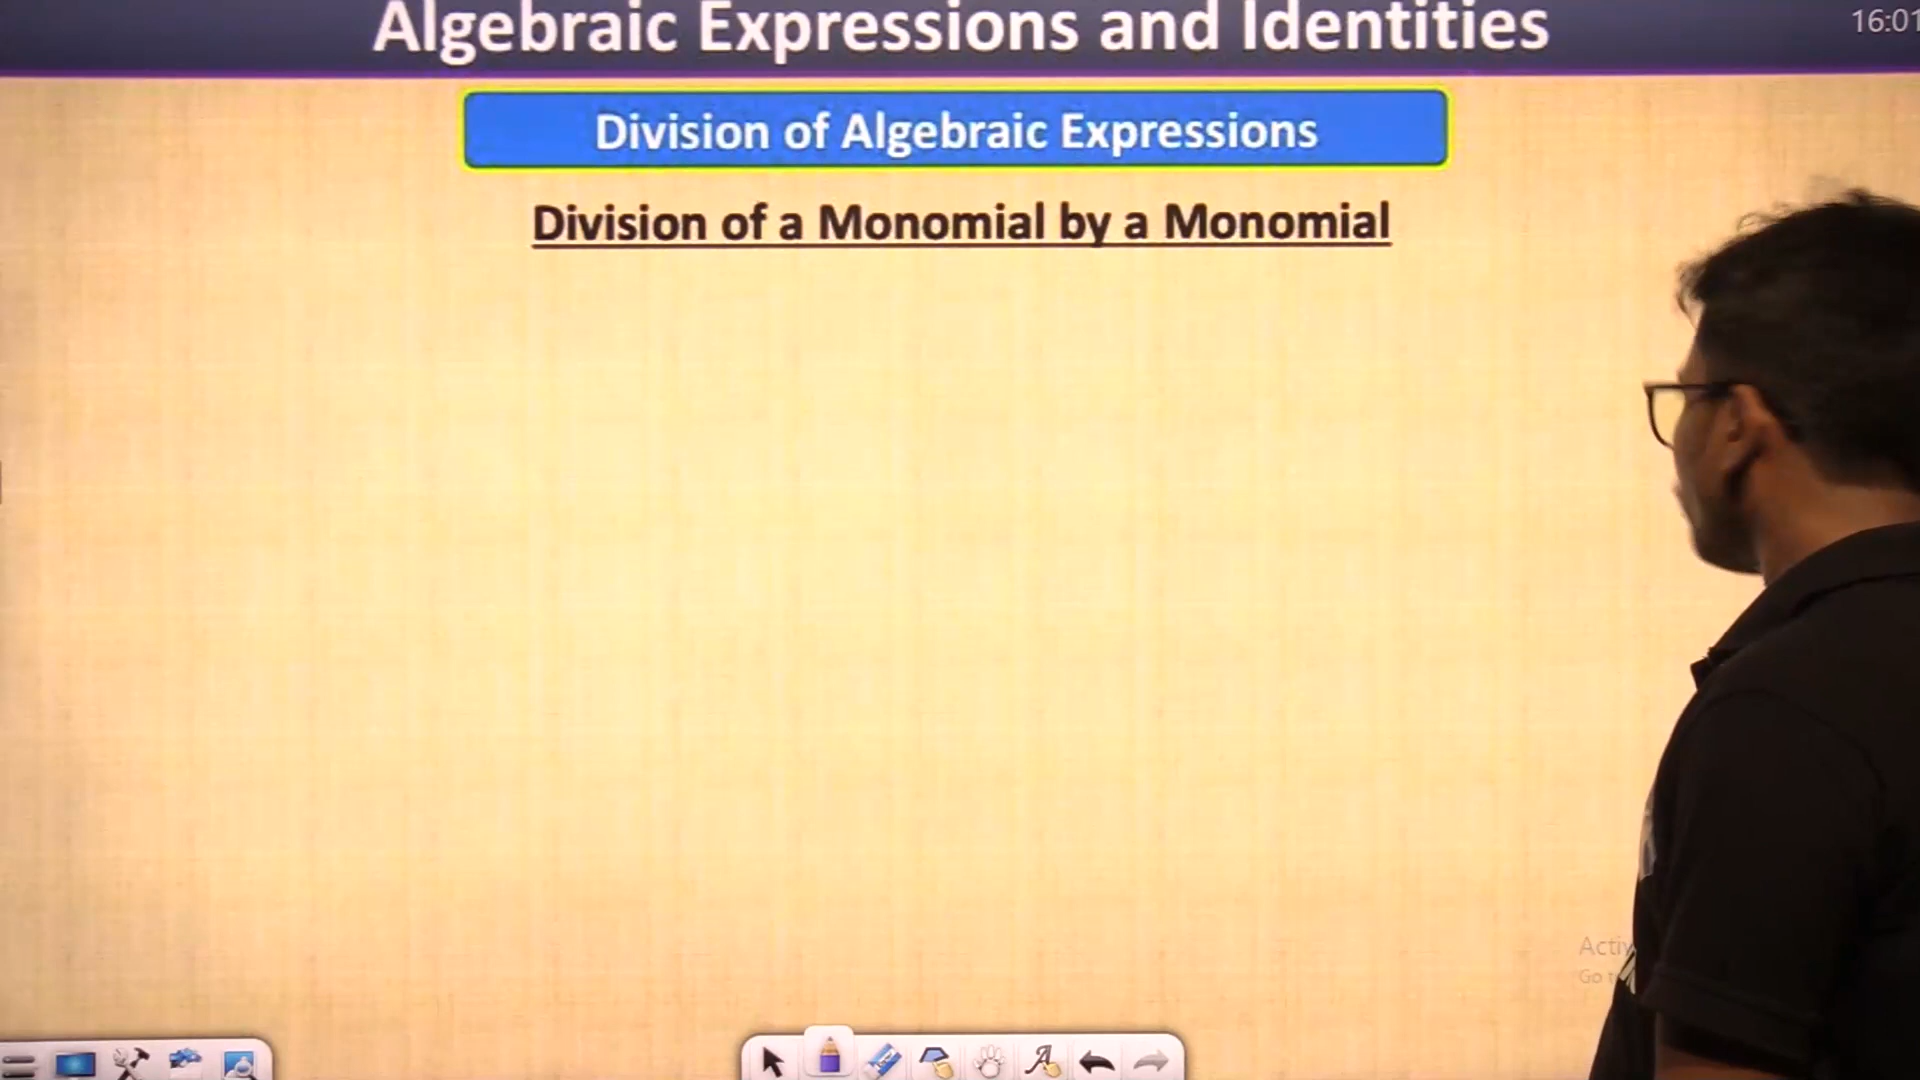 Algebraic Expressions and Identities
16:01
Division of Algebraic Expressions
Division of a Monomial by a Monomial